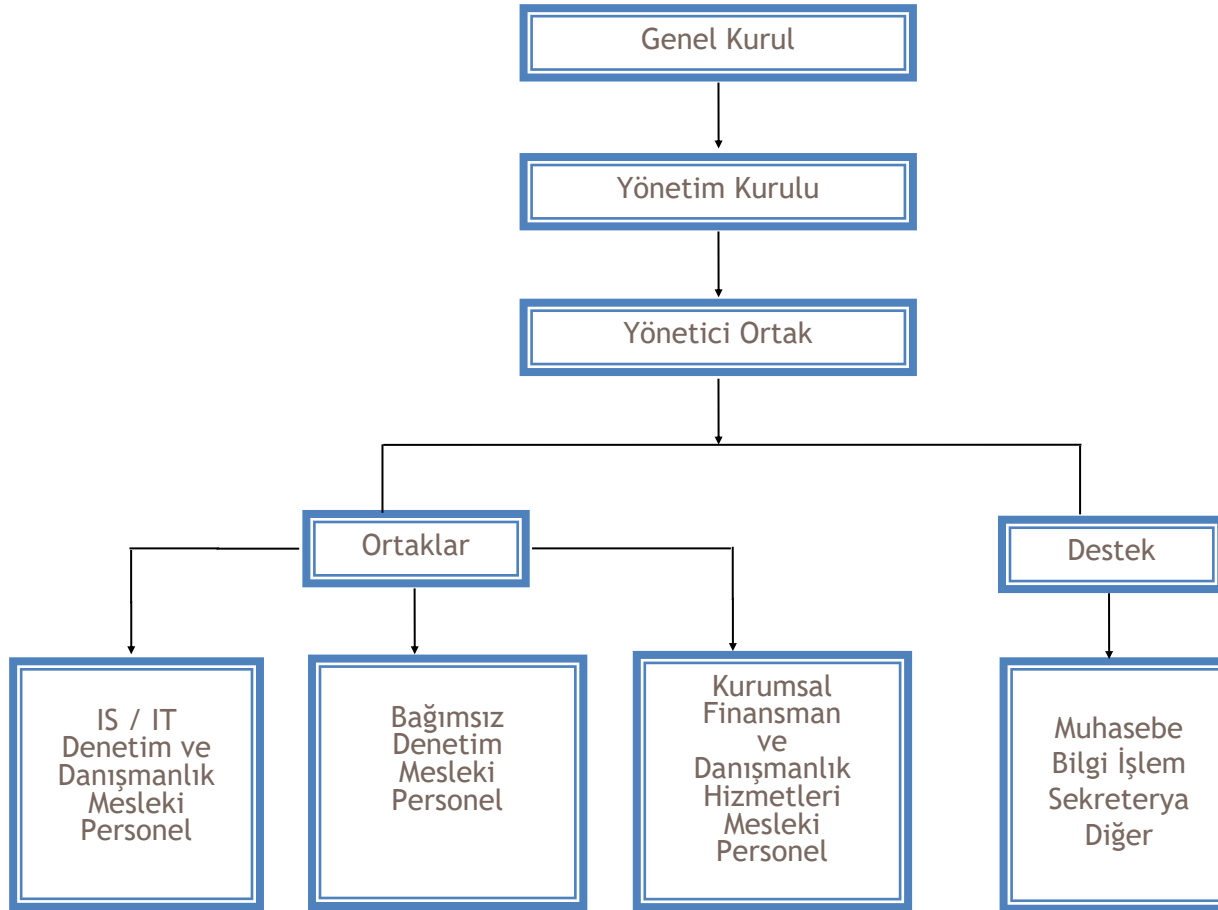 Genel Kurul
Yönetim Kurulu
Yönetici Ortak
Ortaklar
Destek
IS / IT
Denetim ve
Danışmanlık
Mesleki
Personel
Bağımsız
Denetim
Mesleki
Personel
Kurumsal
Finansman
ve
Danışmanlık
Hizmetleri
Mesleki
Personel
Muhasebe
Bilgi İşlem
Sekreterya
Diğer